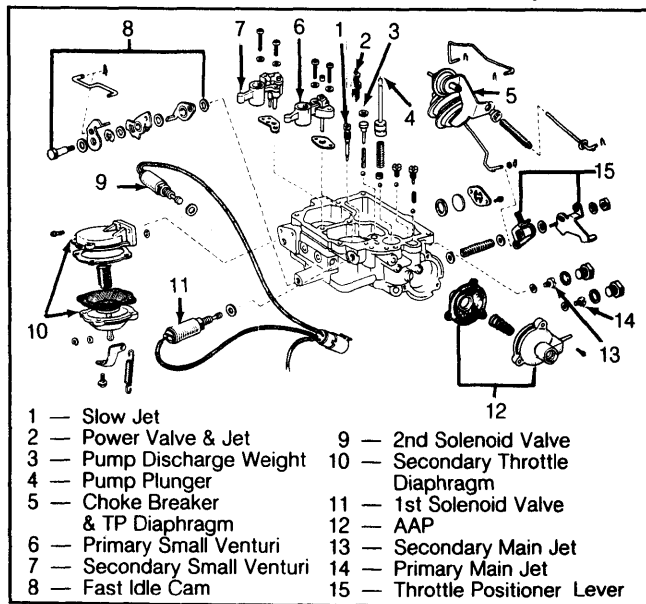 8
7
6
1
2
3
4
5
9
15
10
11
14
13
12
1 — Slow Jet
2 — Power Valve & Jet
3 — Pump Discharge Weight
4 — Pump Plunger
5 — Choke Breaker
& TP Diaphragm
6 — Primary Small Venturi
7 — Secondary Small Venturi
8 — Fast Idle Cam
9 — 2nd Solenoid Valve
10 — Secondary Throttle
Diaphragm
11 — 1st Solenoid Valve
12 — AAP
13 — Secondary Main Jet
14 — Primary Main Jet
15 — Throttle Positioner Lever